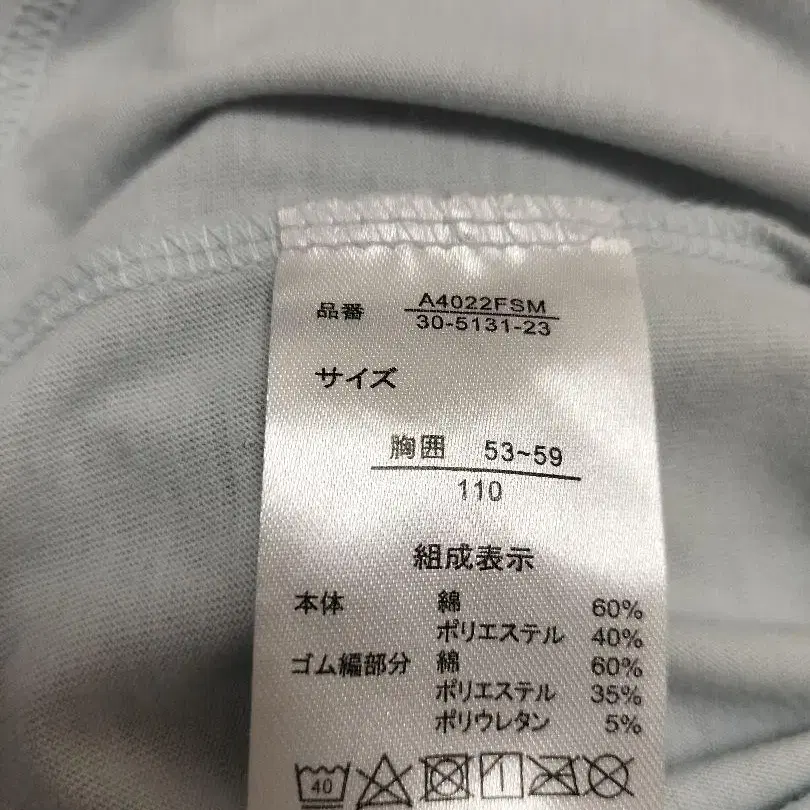 品番 A4022FSM
30-5131-23
サイズ
胸囲 53~59
110
組成表示
本体 綿 60%
ポリエステル 40%
ゴム編部分 綿 60%
ポリエステル 35%
ポリウレタン 5%
40